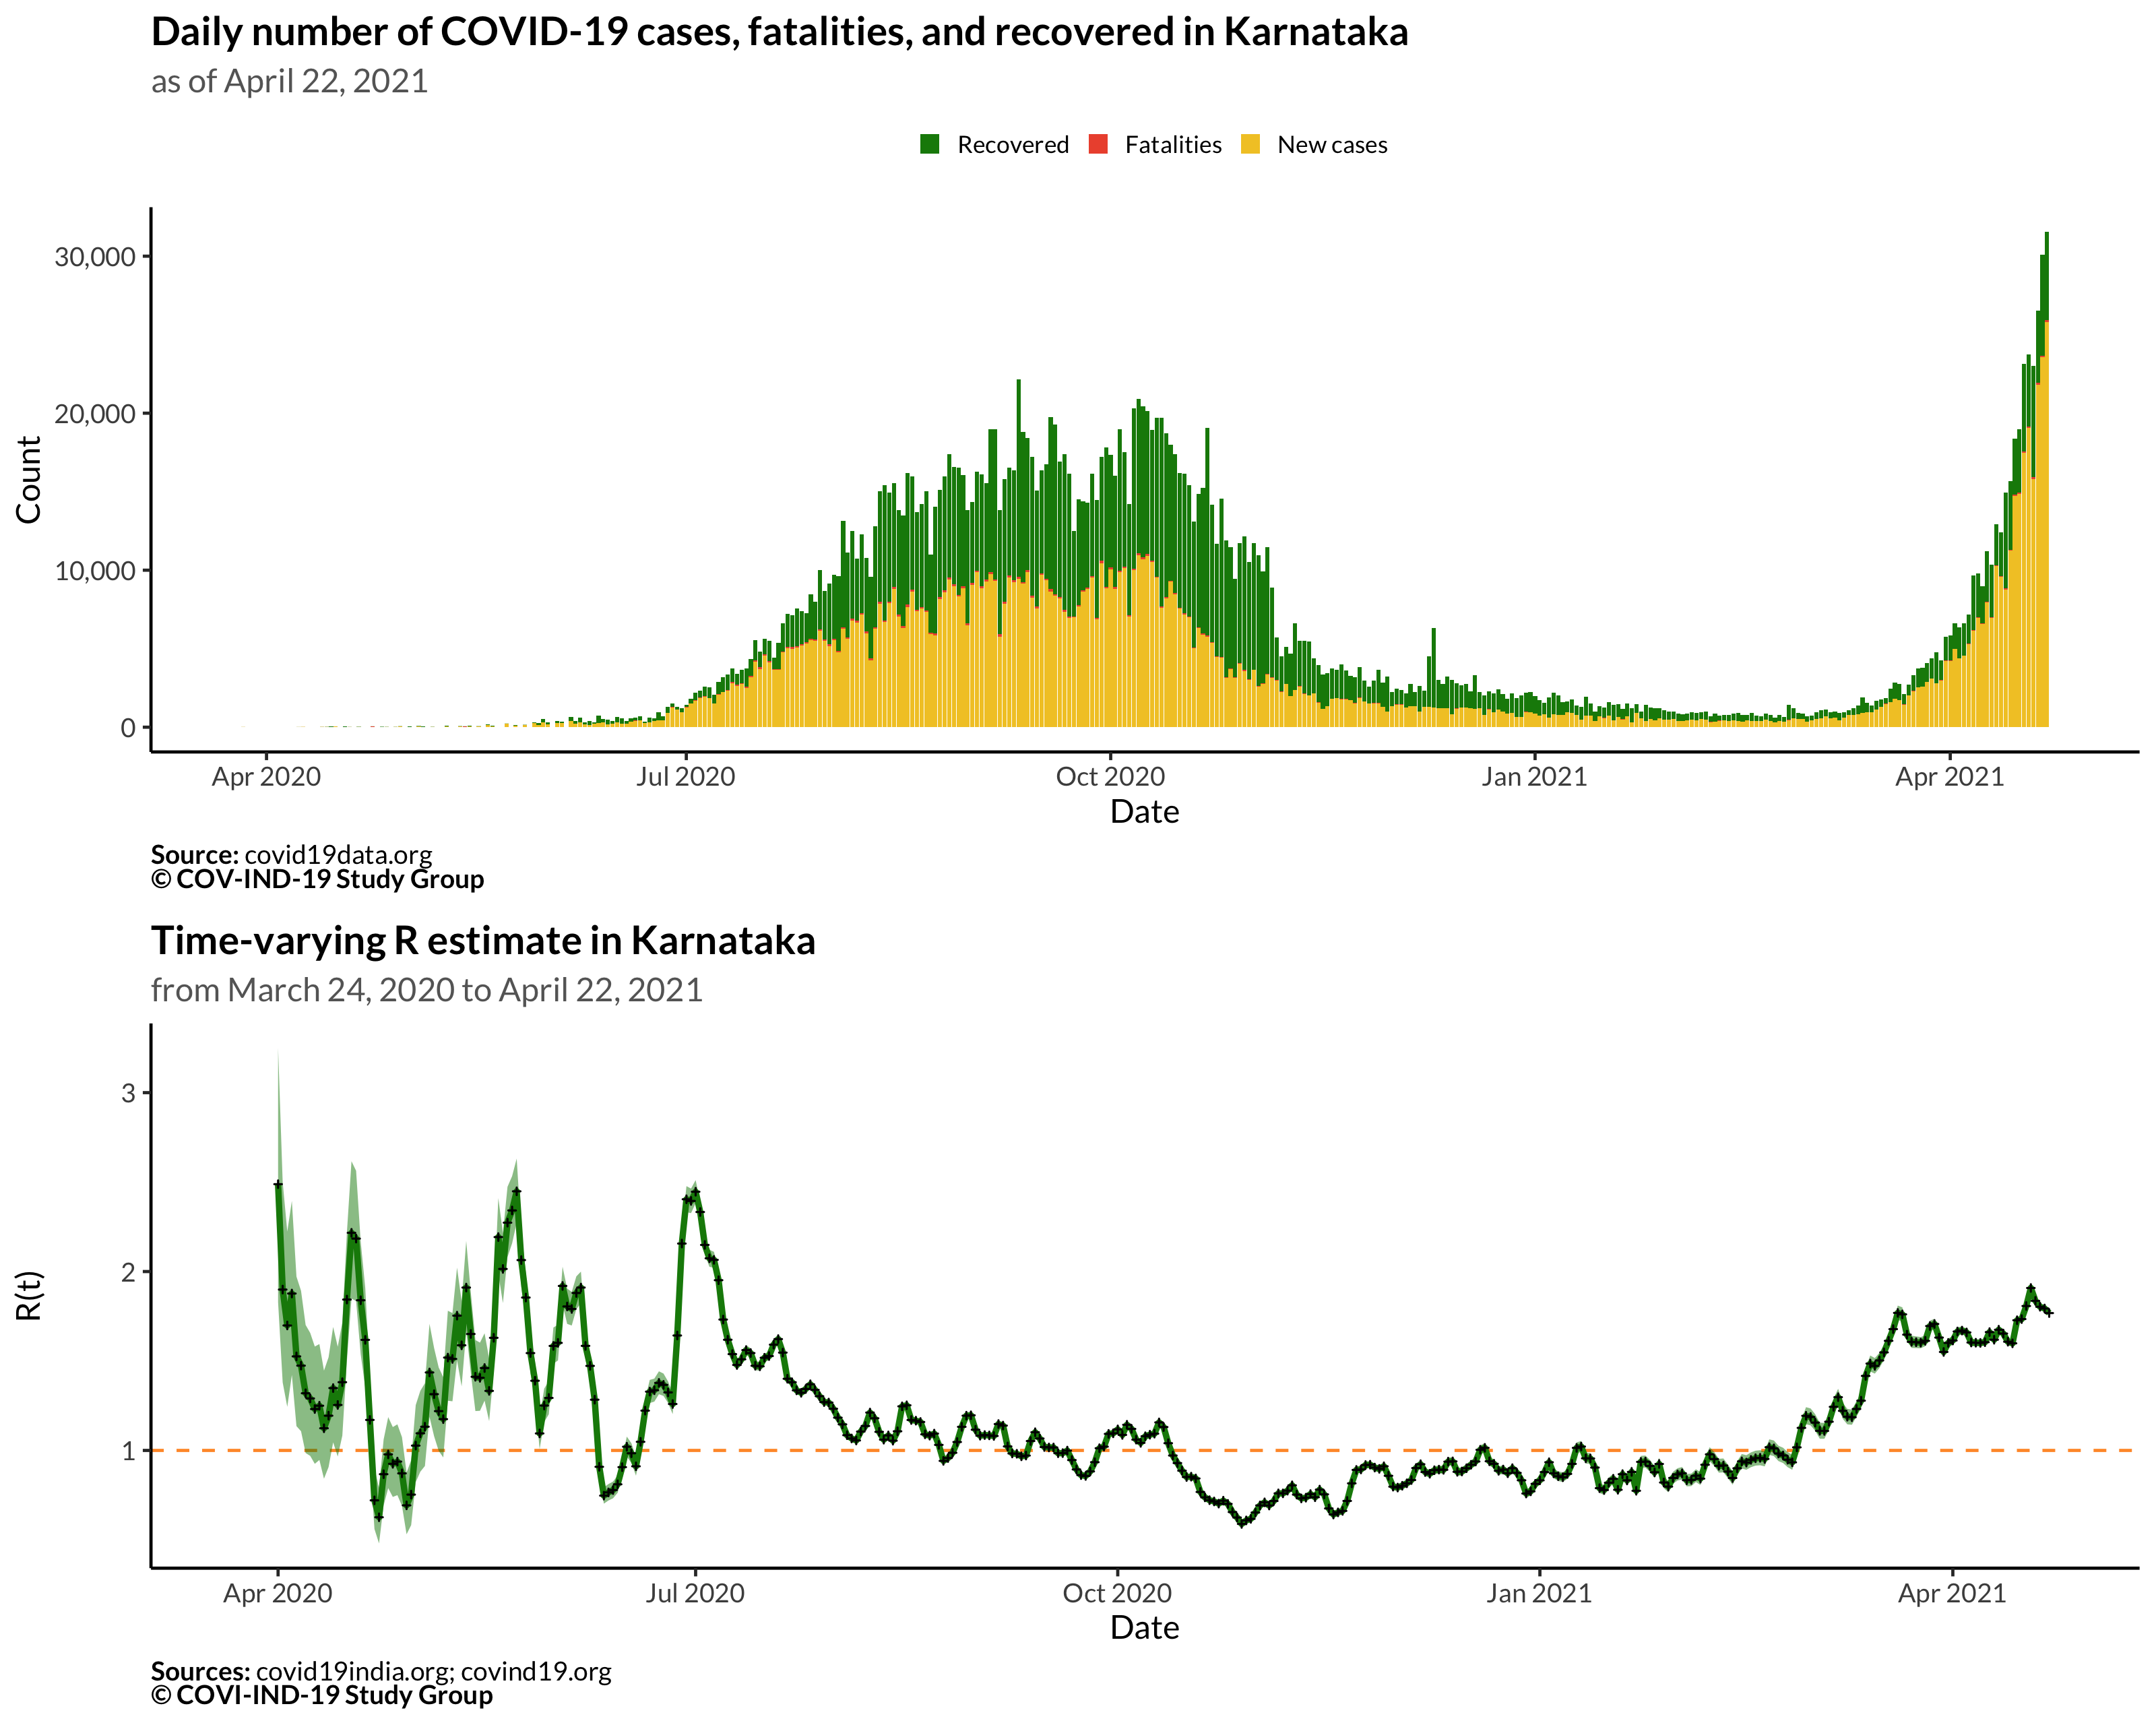 Daily number of COVID-19 cases, fatalities, and recovered in Karnataka
as of April 22, 2021
Recovered Fatalities New cases
30,000
20,000
10,000
0
Count
Apr 2020 Jul 2020 Oct 2020 Jan 2021 Apr 2021
Date
Source: covid19data.org
© COV-IND-19 Study Group
Time-varying R estimate in Karnataka
from March 24, 2020 to April 22, 2021
3
2
1
R(t)
Apr 2020 Jul 2020 Oct 2020 Jan 2021 Apr 2021
Date
Sources: covid19india.org; covind19.org
© COVI-IND-19 Study Group